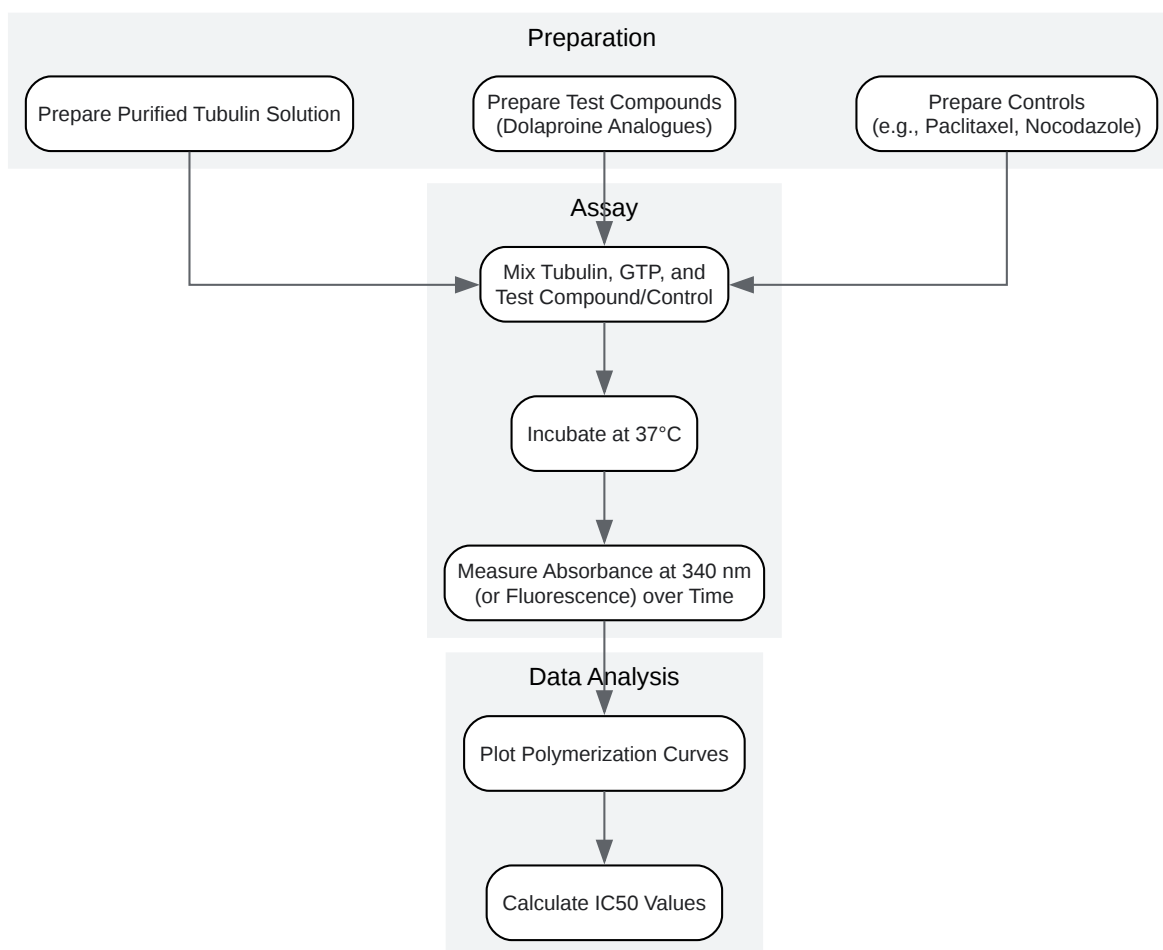 Preparation
Prepare Purified Tubulin Solution
Prepare Test Compounds
(Dolaproine Analogues)
Prepare Controls
(e.g., Paclitaxel, Nocodazole)
Assay
Mix Tubulin, GTP, and
Test Compound/Control
Incubate at 37°C
Measure Absorbance at 340 nm
(or Fluorescence) over Time
Data Analysis
Plot Polymerization Curves
Calculate IC50 Values